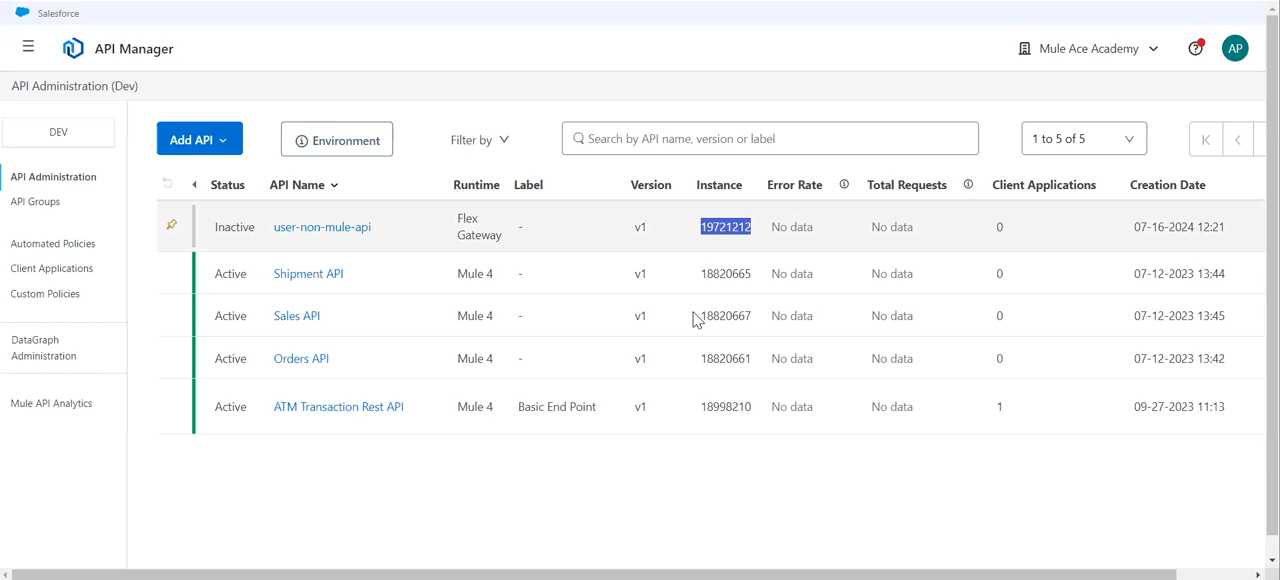 Salesforce
API Manager
Mule Ace Academy
AP
API Administration (Dev)
DEV
API Administration
API Groups
Automated Policies
Client Applications
Custom Policies
DataGraph
Administration
Mule API Analytics
Add API
Environment
Filter by
Search by API name, version or label
1 to 5 of 5
Status API Name Runtime Label Version Instance Error Rate Total Requests Client Applications Creation Date
Inactive user-non-mule-api Flex Gateway - v1 19721212 No data No data 0 07-16-2024 12:21
Active Shipment API Mule 4 - v1 18820665 No data No data 0 07-12-2023 13:44
Active Sales API Mule 4 - v1 18820667 No data No data 0 07-12-2023 13:45
Active Orders API Mule 4 - v1 18820661 No data No data 0 07-12-2023 13:42
Active ATM Transaction Rest API Mule 4 Basic End Point v1 18998210 No data No data 1 09-27-2023 11:13